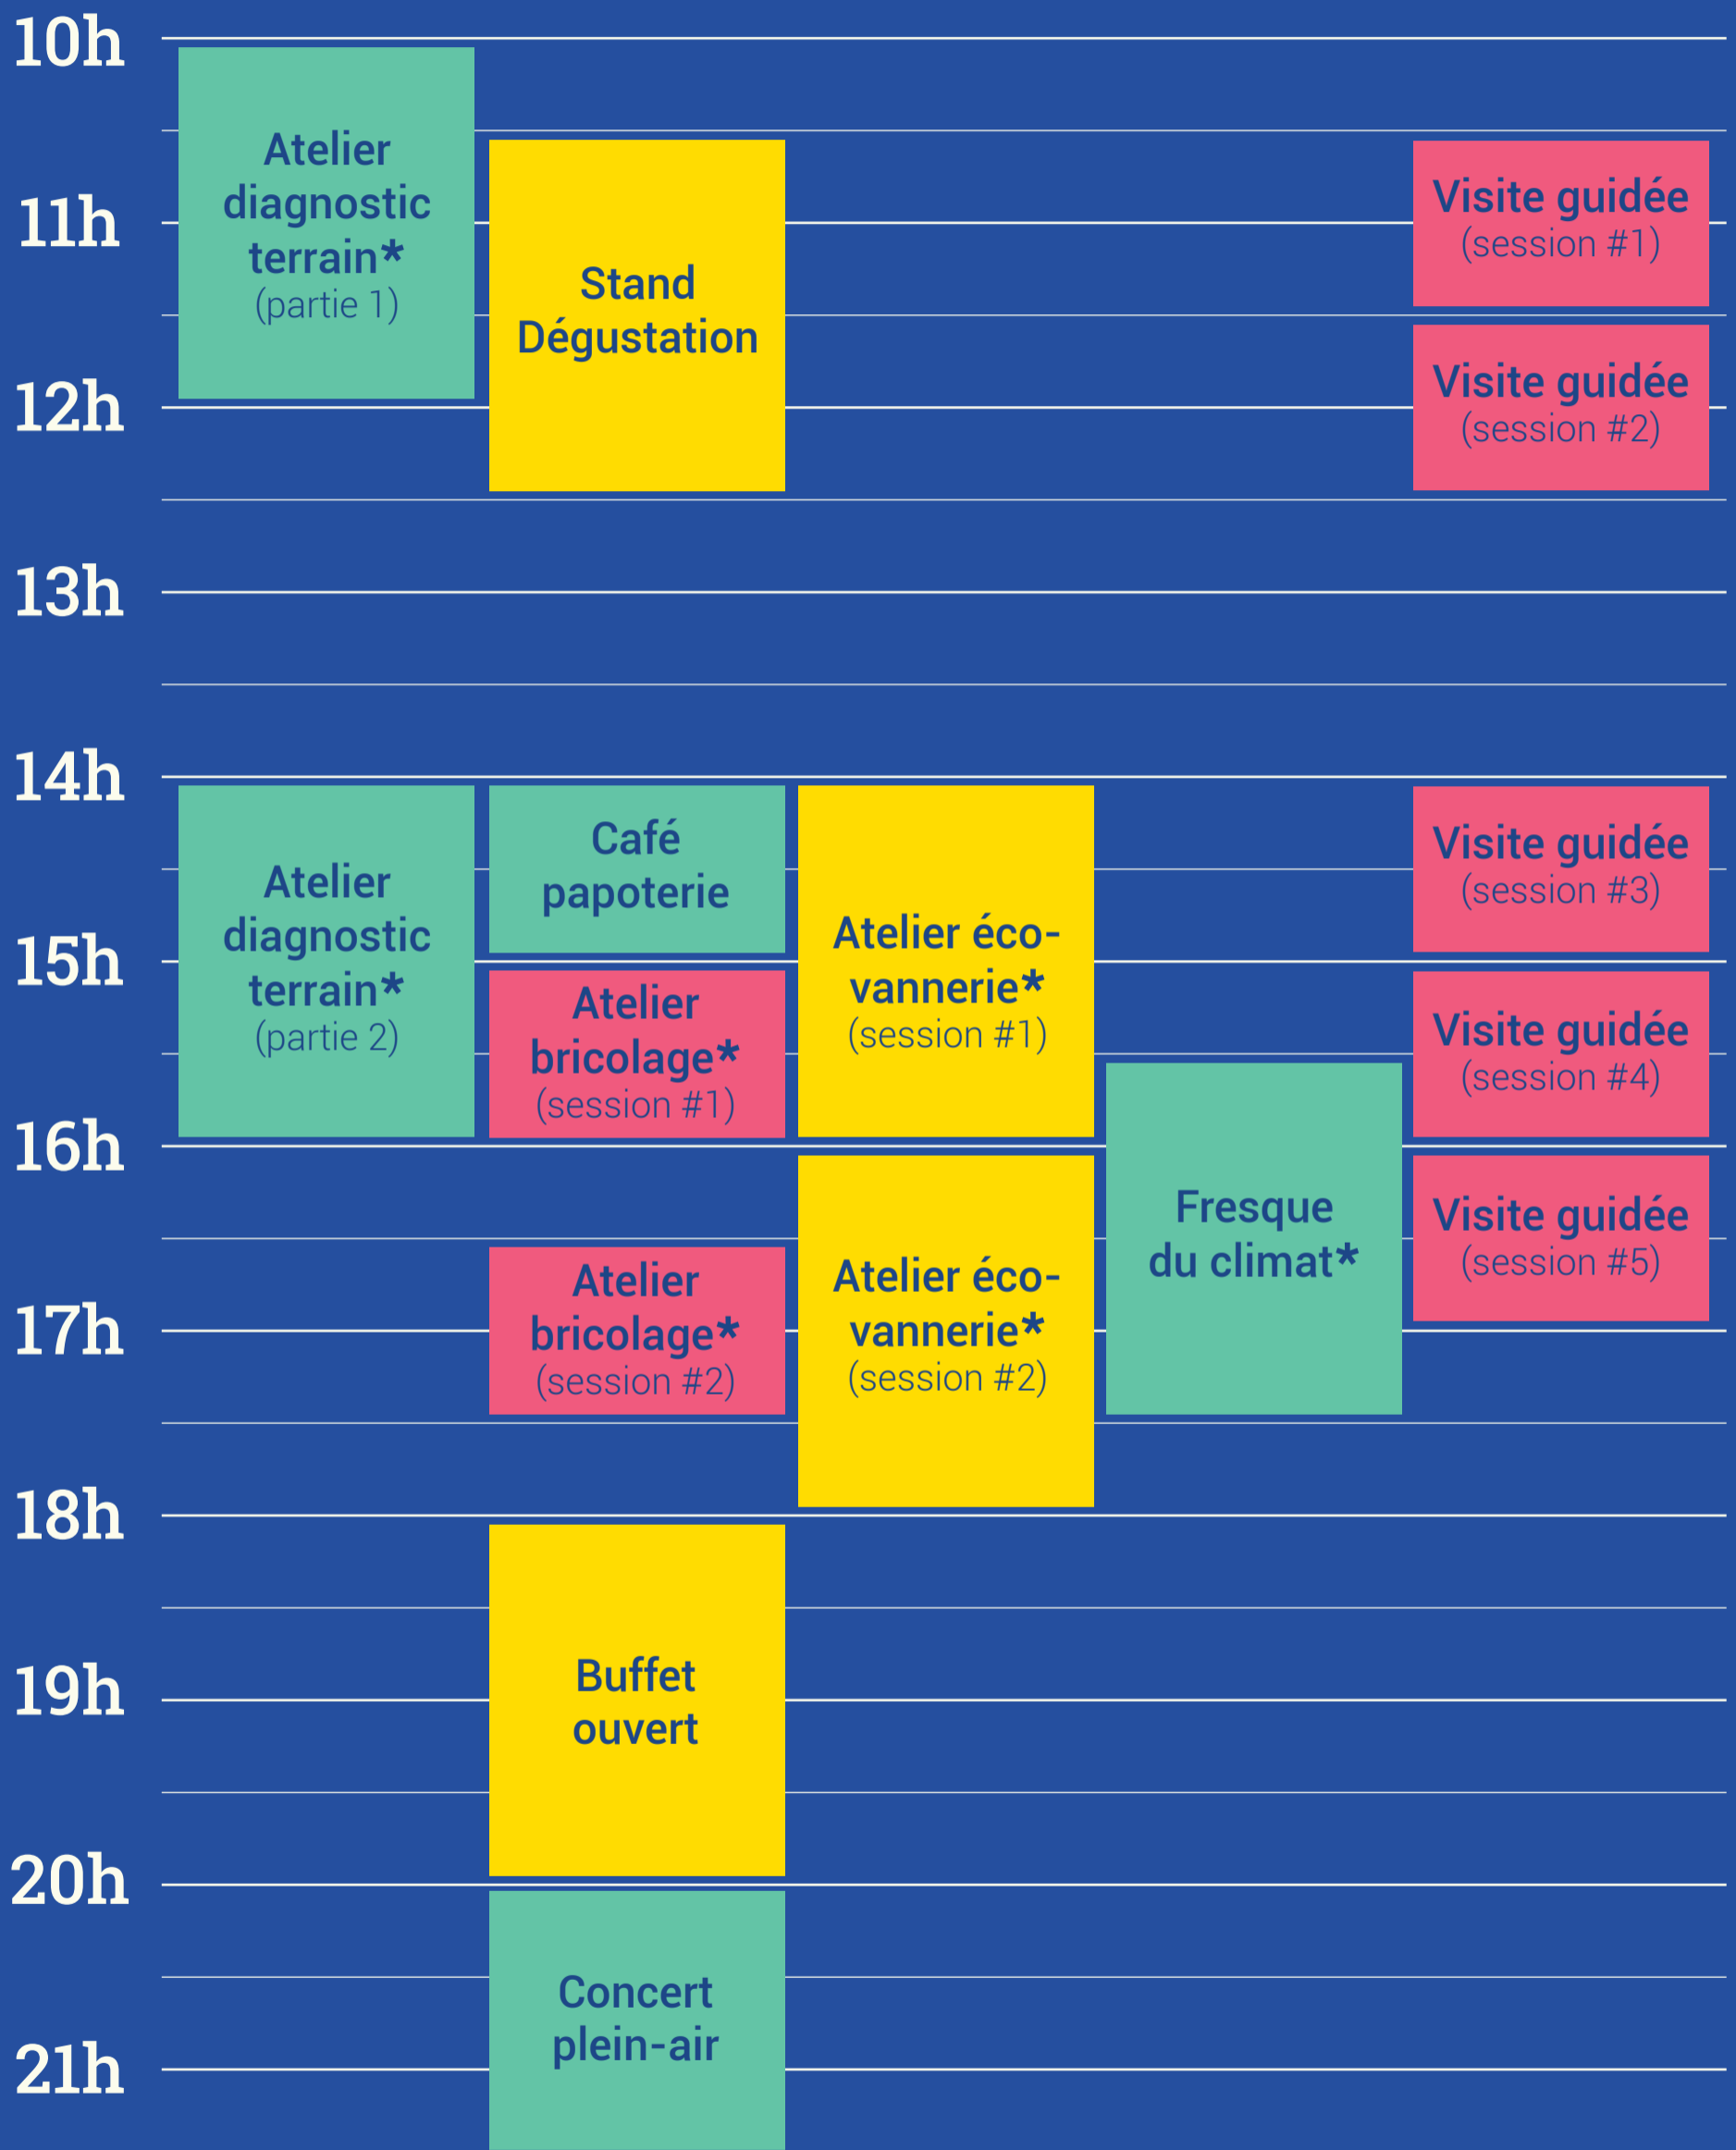 10h
Atelier
diagnostic
terrain*
(partie 1)
Stand
Dégustation
Visite guidée
(session #1)
11h
Visite guidée
(session #2)
12h
13h
14h
Atelier
diagnostic
terrain*
(partie 2)
Café
papoterie
Atelier éco-
vannerie*
(session #1)
Visite guidée
(session #3)
15h
Atelier
bricolage*
(session #1)
Visite guidée
(session #4)
16h
Fresque
du climat*
Visite guidée
(session #5)
Atelier
bricolage*
(session #2)
Atelier éco-
vannerie*
(session #2)
17h
18h
Buffet
ouvert
19h
20h
Concert
plein-air
21h